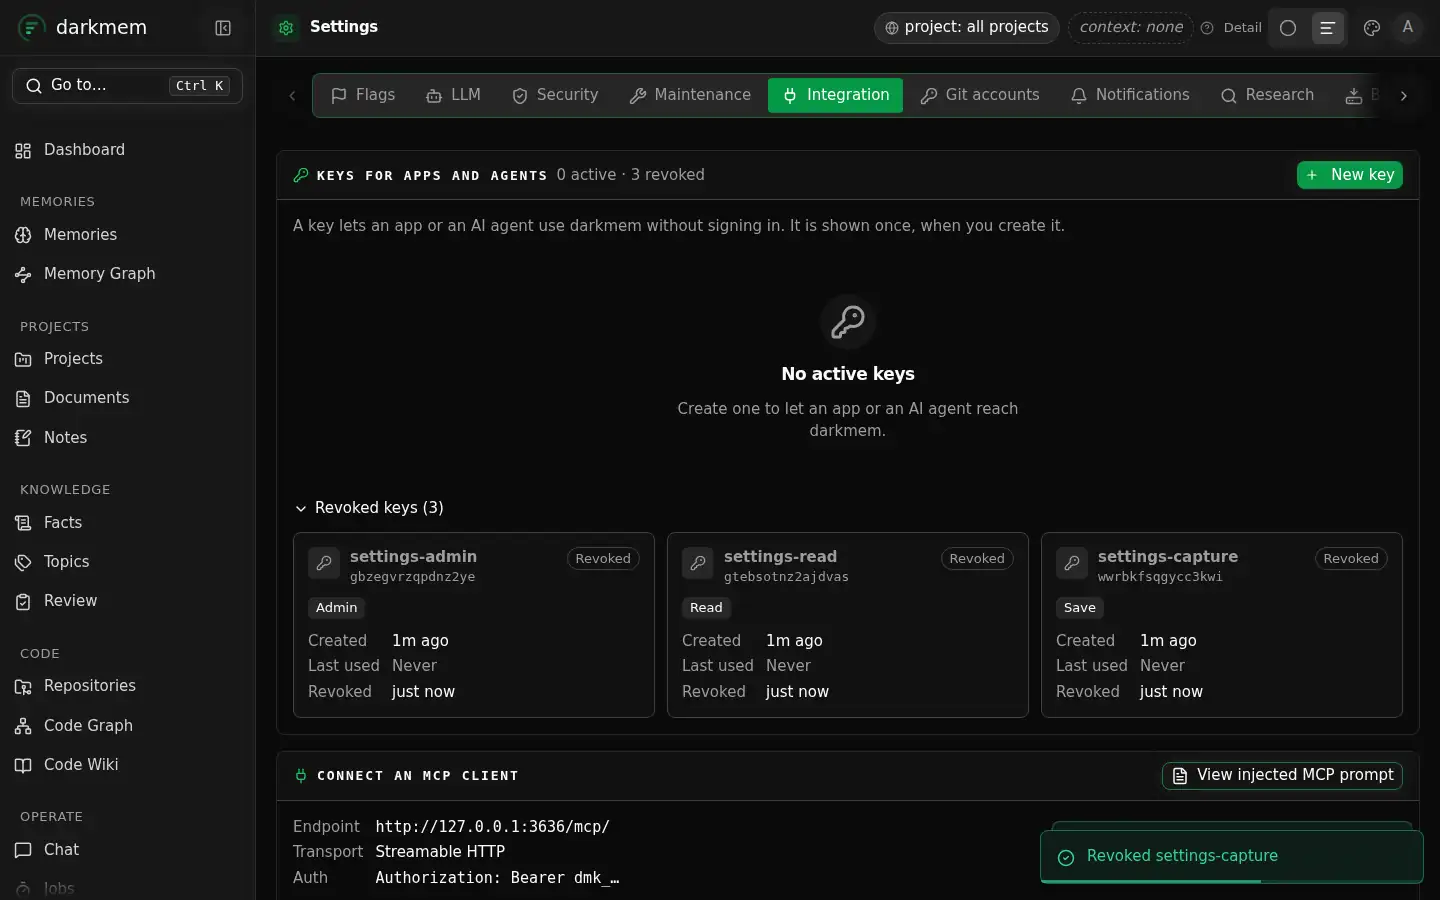 darkmem
Settings
project: all projects
context: none
Detail
A
Go to...
Ctrl K
Flags
LLM
Security
Maintenance
Integration
Git accounts
Notifications
Research
B
Dashboard
MEMORIES
Memories
Memory Graph
PROJECTS
Projects
Documents
Notes
KNOWLEDGE
Facts
Topics
Review
CODE
Repositories
Code Graph
Code Wiki
OPERATE
Chat
Jobs
KEYS FOR APPS AND AGENTS 0 active · 3 revoked
+ New key
A key lets an app or an AI agent use darkmem without signing in. It is shown once, when you create it.
No active keys
Create one to let an app or an AI agent reach
darkmem.
Revoked keys (3)
settings-admin
Revoked
gbzegvrzqpdnz2ye
Admin
Created 1m ago
Last used Never
Revoked just now
settings-read
Revoked
gtebsotnz2ajdvas
Read
Created 1m ago
Last used Never
Revoked just now
settings-capture
Revoked
wwrbkfsqgycc3kwi
Save
Created 1m ago
Last used Never
Revoked just now
CONNECT AN MCP CLIENT
View injected MCP prompt
Endpoint http://127.0.0.1:3636/mcp/
Transport Streamable HTTP
Auth Authorization: Bearer dmk_…
Revoked settings-capture